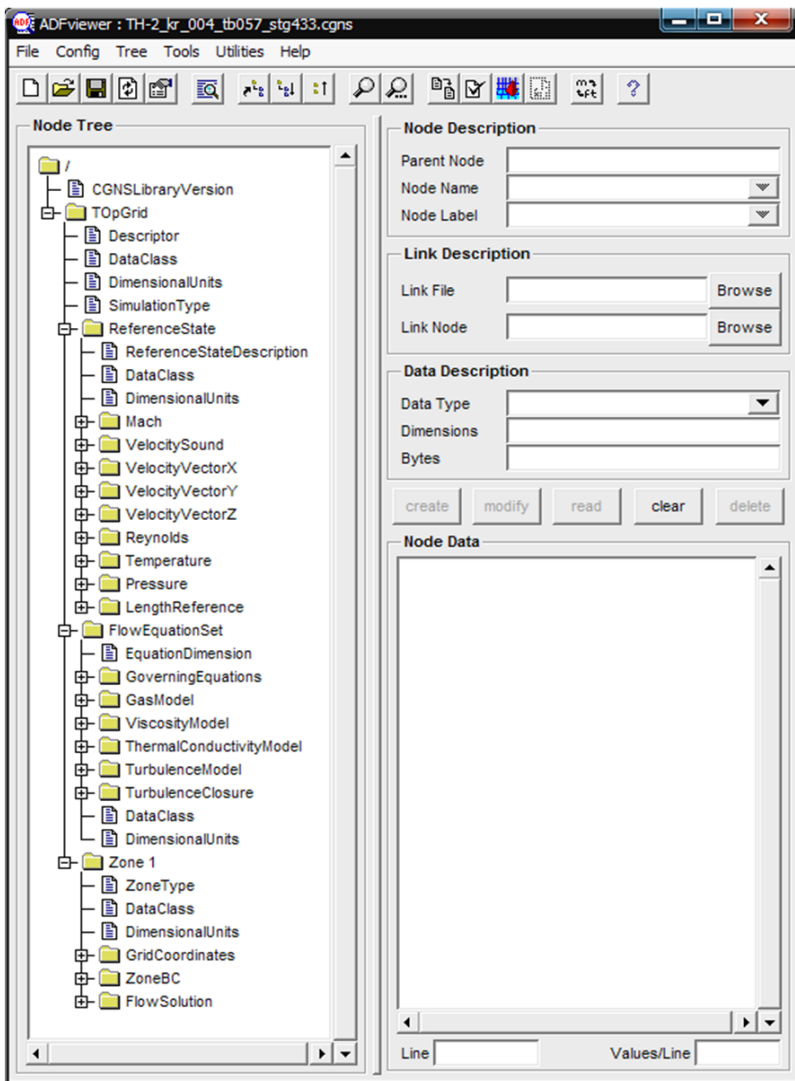 ADFviewer : TH-2_kr_004_tb057_stg433.cgns
File Config Tree Tools Utilities Help
Node Tree
/
CGNSLibraryVersion
TOpGrid
Descriptor
DataClass
DimensionalUnits
SimulationType
ReferenceState
ReferenceStateDescription
DataClass
DimensionalUnits
Mach
VelocitySound
VelocityVectorX
VelocityVectorY
VelocityVectorZ
Reynolds
Temperature
Pressure
LengthReference
FlowEquationSet
EquationDimension
GoverningEquations
GasModel
ViscosityModel
ThermalConductivityModel
TurbulenceModel
TurbulenceClosure
DataClass
DimensionalUnits
Zone 1
ZoneType
DataClass
DimensionalUnits
GridCoordinates
ZoneBC
FlowSolution
Node Description
Parent Node
Node Name
Node Label
Link Description
Link File Browse
Link Node Browse
Data Description
Data Type
Dimensions
Bytes
create modify read clear delete
Node Data
Line Values/Line